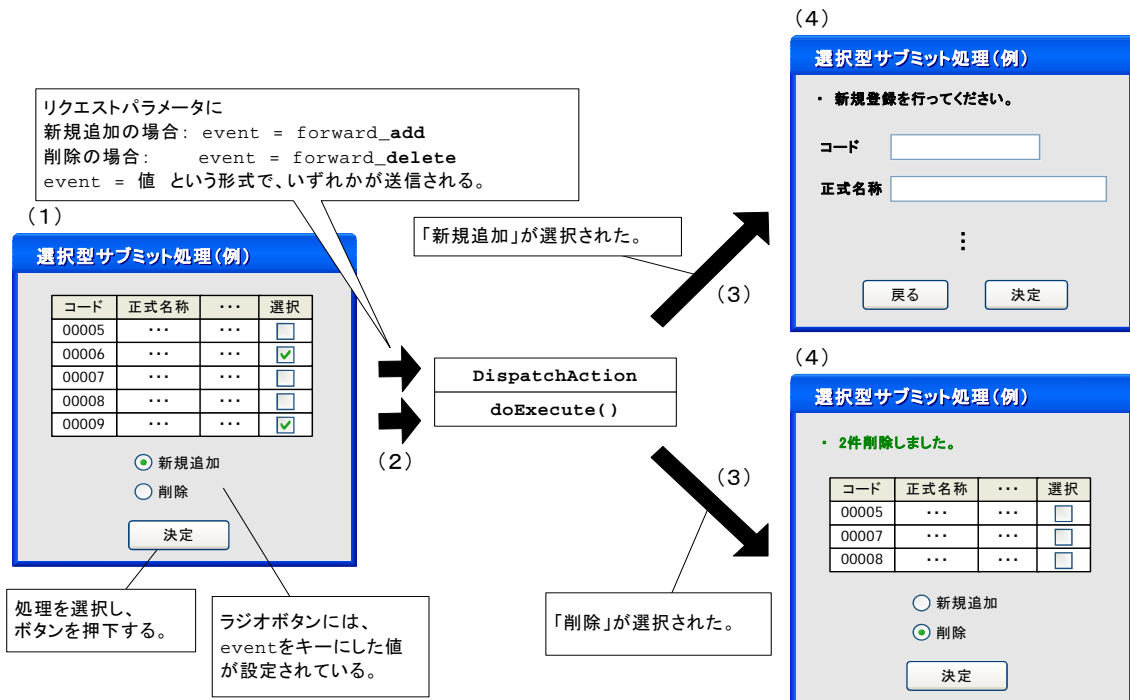 リクエストパラメータに
新規追加の場合: event = forward_add
削除の場合: event = forward_delete
event = 値 という形式で、いずれかが送信される。
(1)
選択型サブミット処理(例)
コード 正式名称 ・・・ 選択
00005 ・・・ ・・・
00006 ・・・ ・・・
00007 ・・・ ・・・
00008 ・・・ ・・・
00009 ・・・ ・・・
新規追加
削除
決定
処理を選択し、
ボタンを押下する。
ラジオボタンには、
eventをキーにした値
が設定されている。
(2)
DispatchAction
doExecute()
「新規追加」が選択された。
(3)
「削除」が選択された。
(3)
(4)
選択型サブミット処理(例)
・ 新規登録を行ってください。
コード
正式名称
⋮
戻る 決定
(4)
選択型サブミット処理(例)
・ 2件削除しました。
コード 正式名称 ・・・ 選択
00005 ・・・ ・・・
00007 ・・・ ・・・
00008 ・・・ ・・・
新規追加
削除
決定